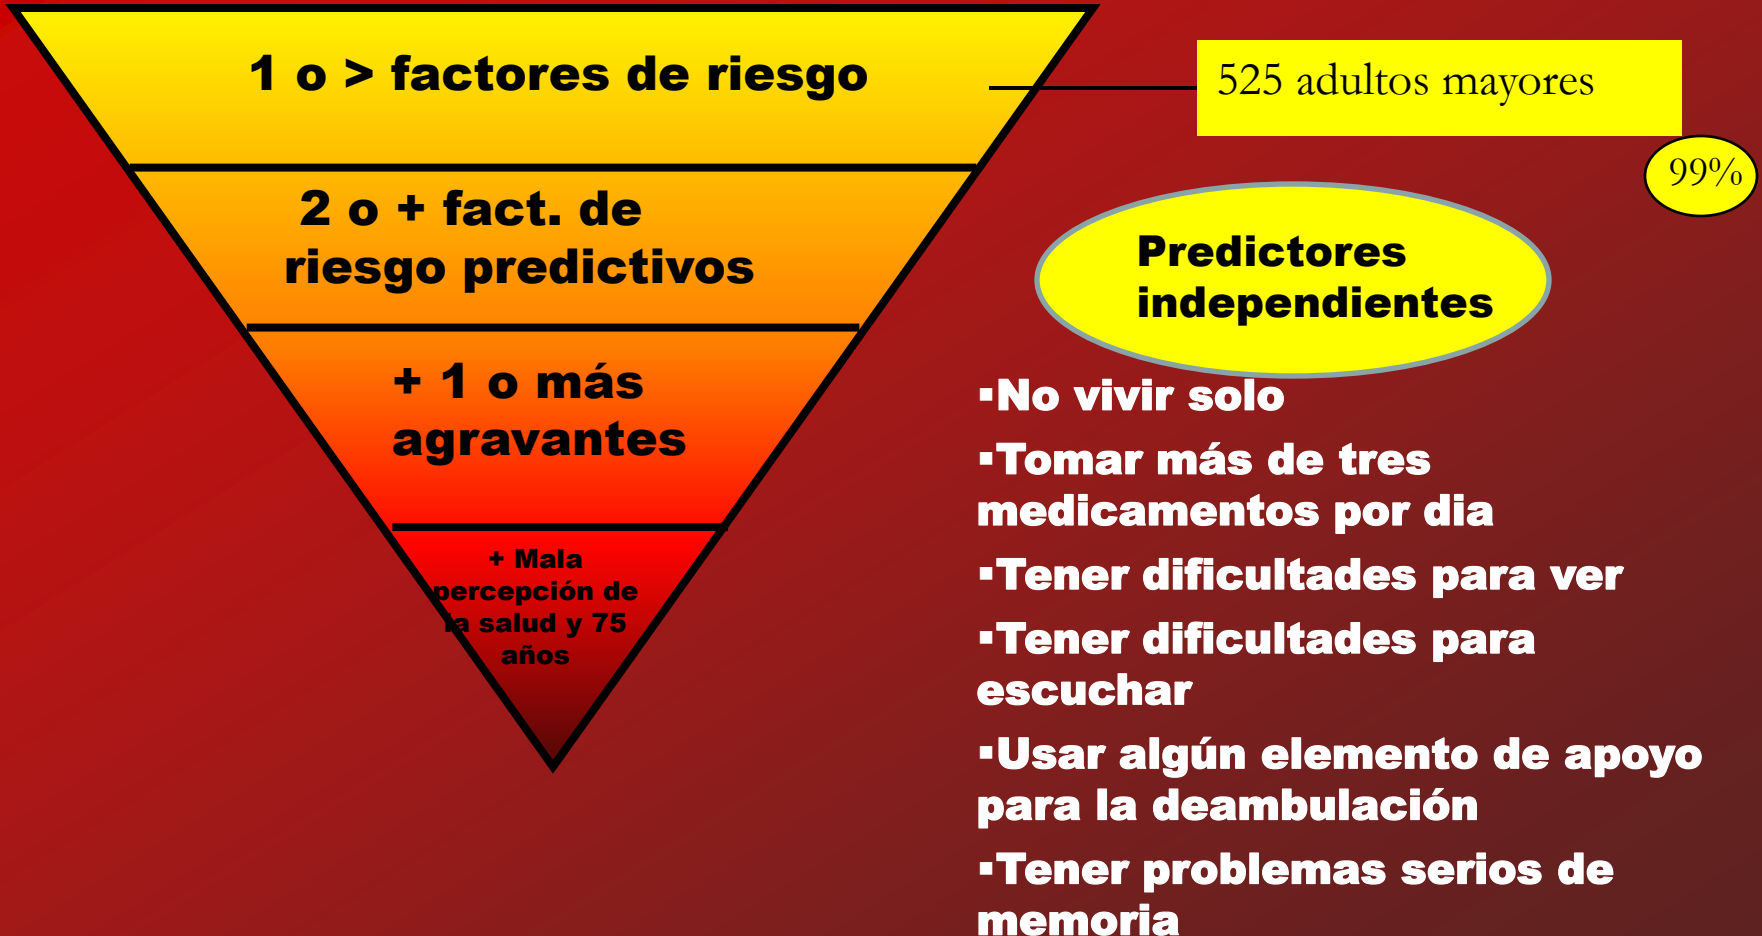 1 o > factores de riesgo
525 adultos mayores
99%
2 o + fact. de
riesgo predictivos
+ 1 o más
agravantes
+ Mala
percepción de
la salud y 75
años
Predictores
independientes
▪No vivir solo
▪Tomar más de tres
medicamentos por dia
▪Tener dificultades para ver
▪Tener dificultades para
escuchar
▪Usar algún elemento de apoyo
para la deambulación
▪Tener problemas serios de
memoria